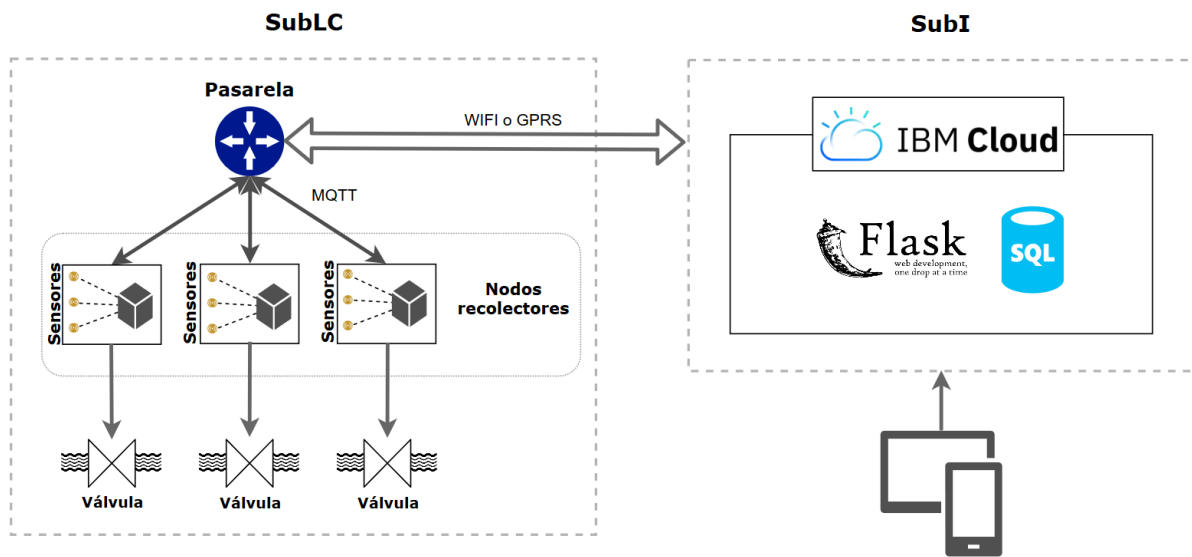 SubLC
SubI
Pasarela
WIFI o GPRS
IBM Cloud
MQTT
Flask
web development,
one drop at a time
SQL
Sensores
Sensores
Sensores
Nodos
recolectores
Válvula
Válvula
Válvula